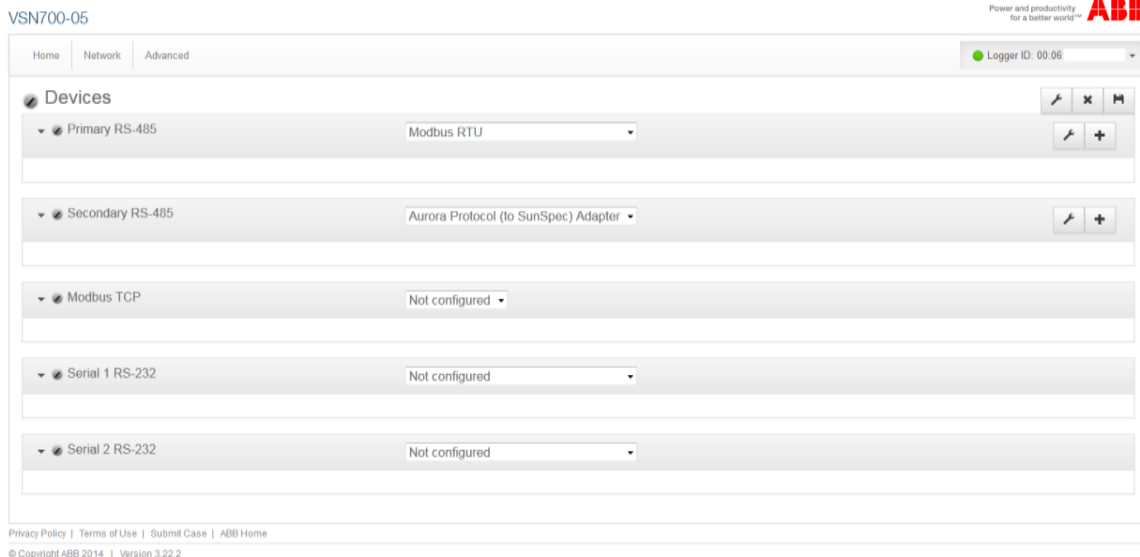 VSN700-05
Power and productivity
for a better world™
ABB
Home Network Advanced
Logger ID: 00:06
Devices
Primary RS-485 Modbus RTU
Secondary RS-485 Aurora Protocol (to SunSpec) Adapter
Modbus TCP Not configured
Serial 1 RS-232 Not configured
Serial 2 RS-232 Not configured
Privacy Policy | Terms of Use | Submit Case | ABB Home
© Copyright ABB 2014 | Version 3.22.2